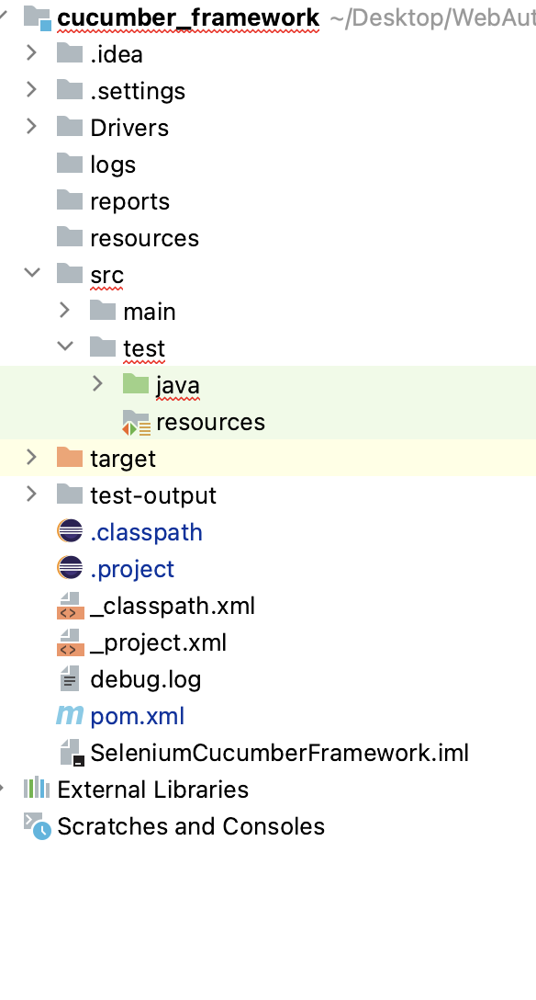 cucumber_framework ~/Desktop/WebAut
.idea
.settings
Drivers
logs
reports
resources
src
main
test
java
resources
target
test-output
.classpath
.project
_classpath.xml
_project.xml
debug.log
pom.xml
SeleniumCucumberFramework.iml
External Libraries
Scratches and Consoles